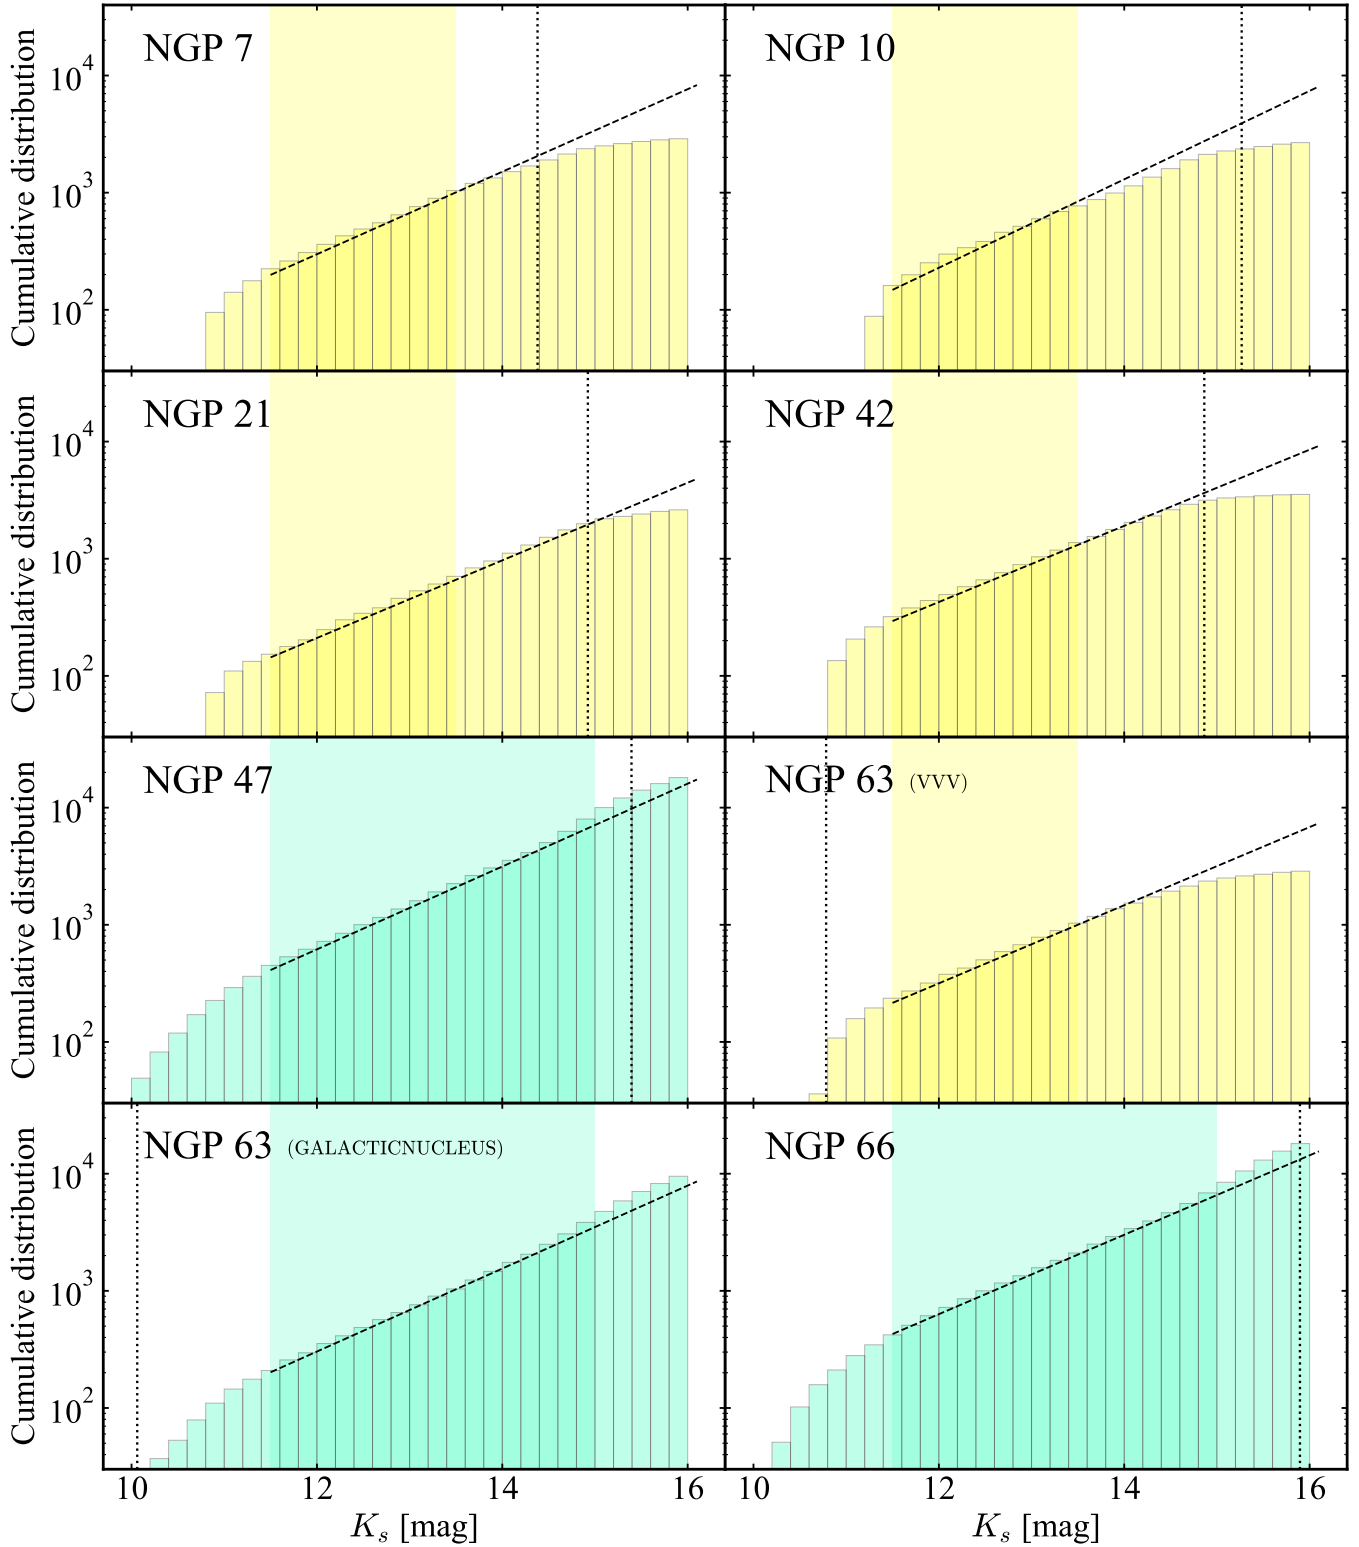 NGP 7
NGP 10
Cumulative distribution
10^4
10^3
10^2
NGP 21
NGP 42
Cumulative distribution
10^4
10^3
10^2
NGP 47
NGP 63 (VVV)
Cumulative distribution
10^4
10^3
10^2
NGP 63 (GALACTICNUCLEUS)
NGP 66
Cumulative distribution
10^4
10^3
10^2
10 12 14 16 10 12 14 16
K_s [mag] K_s [mag]